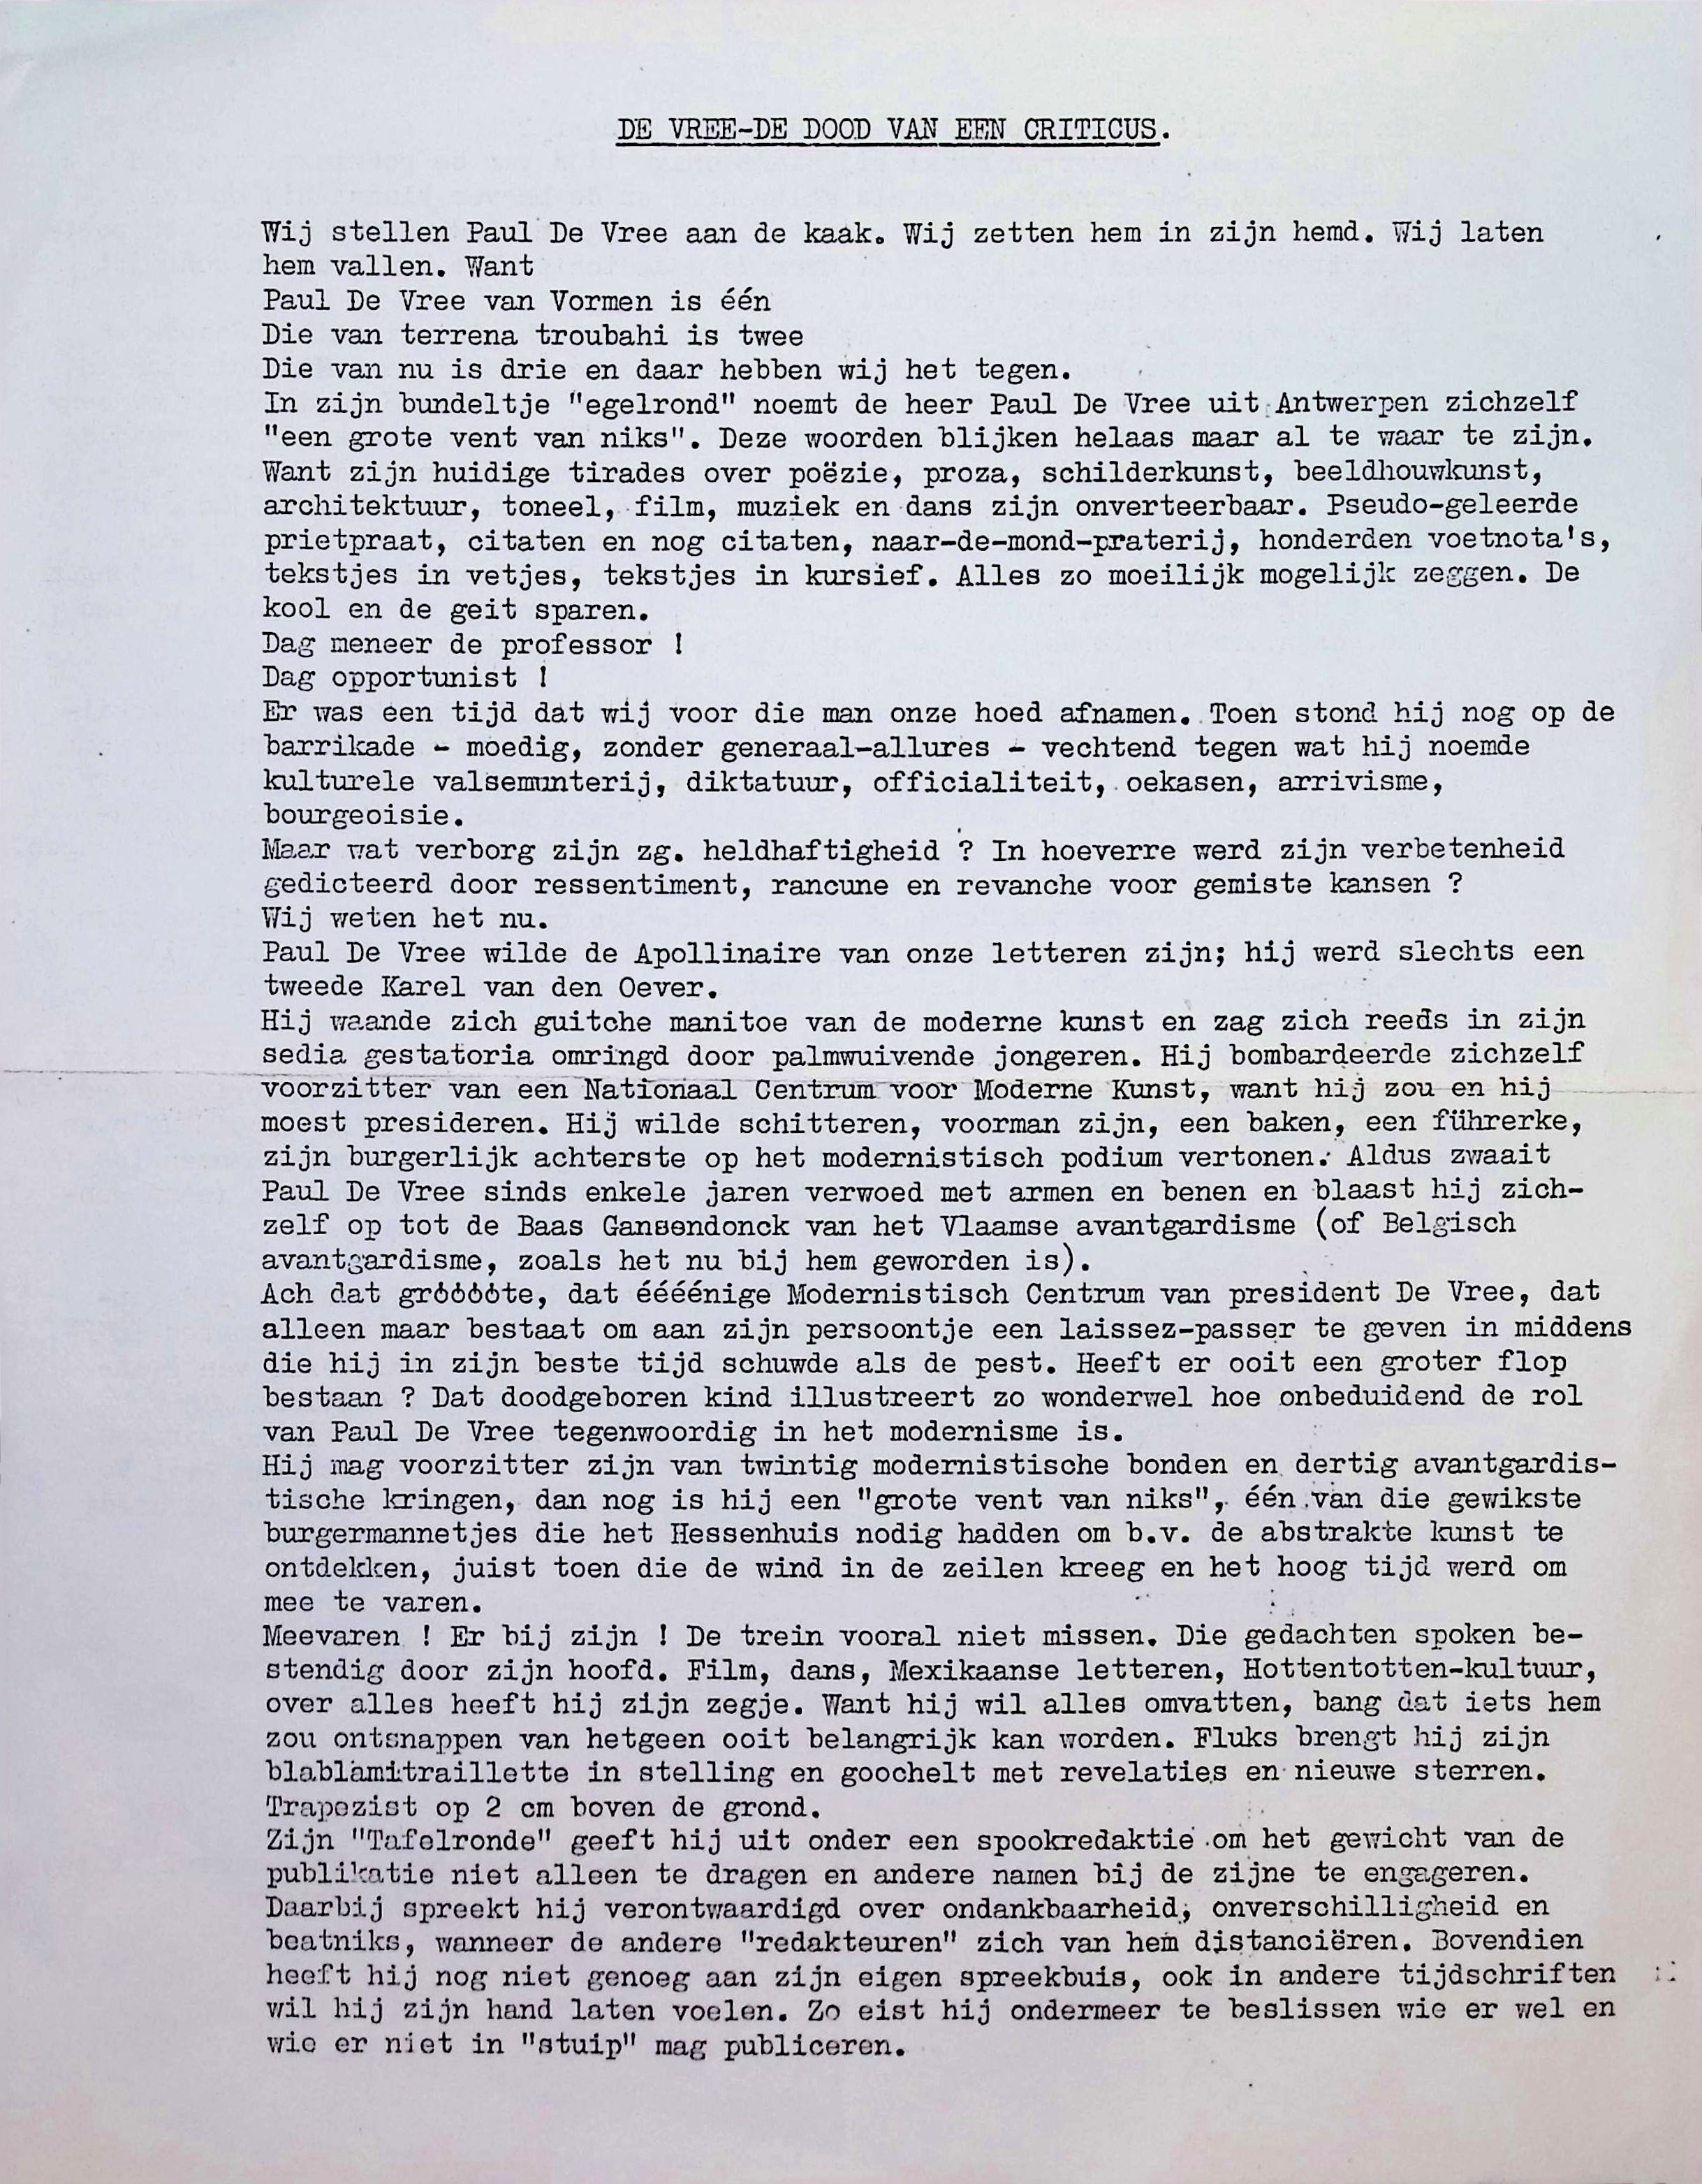 DE VREE-DE DOOD VAN EEN CRITICUS.
Wij stellen Paul De Vree aan de kaak. Wij zetten hem in zijn hemd. Wij laten
hem vallen. Want
Paul De Vree van Vormen is één
Die van terrena troubahi is twee
Die van nu is drie en daar hebben wij het tegen.
In zijn bundeltje "egelrond" noemt de heer Paul De Vree uit Antwerpen zichzelf
"een grote vent van niks". Deze woorden blijken helaas maar al te waar te zijn.
Want zijn huidige tirades over poëzie, proza, schilderkunst, beeldhouwkunst,
architektuur, toneel, film, muziek en dans zijn onverteerbaar. Pseudo-geleerde
prietpraat, citaten en nog citaten, naar-de-mond-praterij, honderden voetnota's,
tekstjes in vetjes, tekstjes in kursief. Alles zo moeilijk mogelijk zeggen. De
kool en de geit sparen.
Dag meneer de professor !
Dag opportunist !
Er was een tijd dat wij voor die man onze hoed afnamen. Toen stond hij nog op de
barrikade - moedig, zonder generaal-allures - vechtend tegen wat hij noemde
kulturele valsemunterij, diktatuur, officialiteit, oekasen, arrivisme,
bourgeoisie.
Maar wat verborg zijn zg. heldhaftigheid ? In hoeverre werd zijn verbetenheid
gedicteerd door ressentiment, rancune en revanche voor gemiste kansen ?
Wij weten het nu.
Paul De Vree wilde de Apollinaire van onze letteren zijn; hij werd slechts een
tweede Karel van den Oever.
Hij waande zich guitche manitoe van de moderne kunst en zag zich reeds in zijn
sedia gestatoria omringd door palmwuivende jongeren. Hij bombardeerde zichzelf
voorzitter van een Nationaal Centrum voor Moderne Kunst, want hij zou en hij
moest presideren. Hij wilde schitteren, voorman zijn, een baken, een führerke,
zijn burgerlijk achterste op het modernistisch podium vertonen. Aldus zwaait
Paul De Vree sinds enkele jaren verwoed met armen en benen en blaast hij zich-
zelf op tot de Baas Gansendonck van het Vlaamse avantgardisme (of Belgisch
avantgardisme, zoals het nu bij hem geworden is).
Ach dat gróóóóte, dat éééénige Modernistisch Centrum van president De Vree, dat
alleen maar bestaat om aan zijn persoontje een laissez-passer te geven in middens
die hij in zijn beste tijd schuwde als de pest. Heeft er ooit een groter flop
bestaan ? Dat doodgeboren kind illustreert zo wonderwel hoe onbeduidend de rol
van Paul De Vree tegenwoordig in het modernisme is.
Hij mag voorzitter zijn van twintig modernistische bonden en dertig avantgardis-
tische kringen, dan nog is hij een "grote vent van niks", één van die gewikste
burgermannetjes die het Hessenhuis nodig hadden om b.v. de abstrakte kunst te
ontdekken, juist toen die de wind in de zeilen kreeg en het hoog tijd werd om
mee te varen.
Meevaren ! Er bij zijn ! De trein vooral niet missen. Die gedachten spoken be-
stendig door zijn hoofd. Film, dans, Mexikaanse letteren, Hottentotten-kultuur,
over alles heeft hij zijn zegje. Want hij wil alles omvatten, bang dat iets hem
zou ontsnappen van hetgeen ooit belangrijk kan worden. Fluks brengt hij zijn
blablamitraillette in stelling en goochelt met revelaties en nieuwe sterren.
Trapezist op 2 cm boven de grond.
Zijn "Tafelronde" geeft hij uit onder een spookredaktie om het gewicht van de
publikatie niet alleen te dragen en andere namen bij de zijne te engageren.
Daarbij spreekt hij verontwaardigd over ondankbaarheid, onverschilligheid en
beatniks, wanneer de andere "redakteuren" zich van hem distanciëren. Bovendien
heeft hij nog niet genoeg aan zijn eigen spreekbuis, ook in andere tijdschriften
wil hij zijn hand laten voelen. Zo eist hij ondermeer te beslissen wie er wel en
wie er niet in "stuip" mag publiceren.